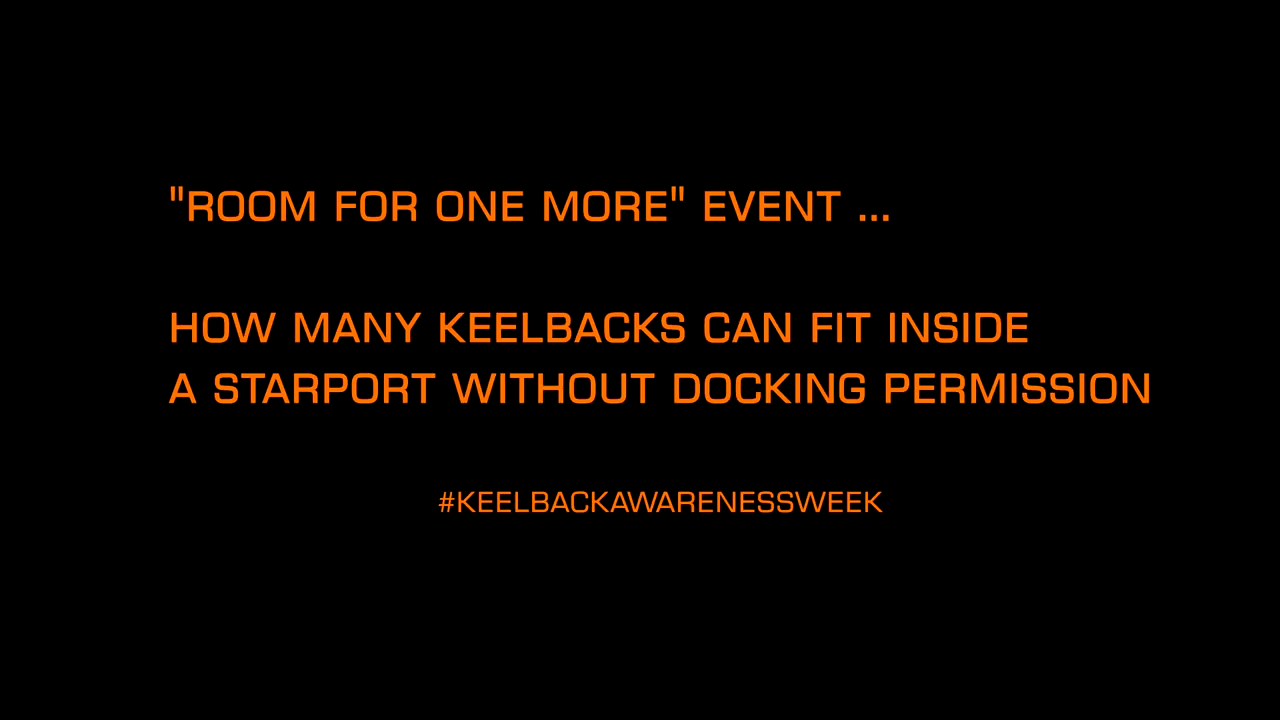 "ROOM FOR ONE MORE" EVENT ...
HOW MANY KEELBACKS CAN FIT INSIDE
A STARPORT WITHOUT DOCKING PERMISSION
#KEELBACKAWARENESSWEEK